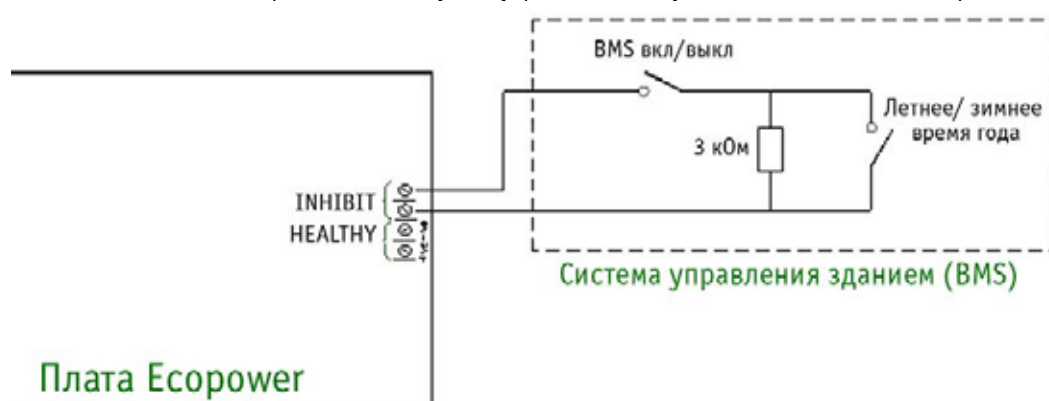 BMS вкл/выкл
Летнее/ зимнее
время года
3 кОм
INHIBIT
HEALTHY
Система управления зданием (BMS)
Плата Ecopower